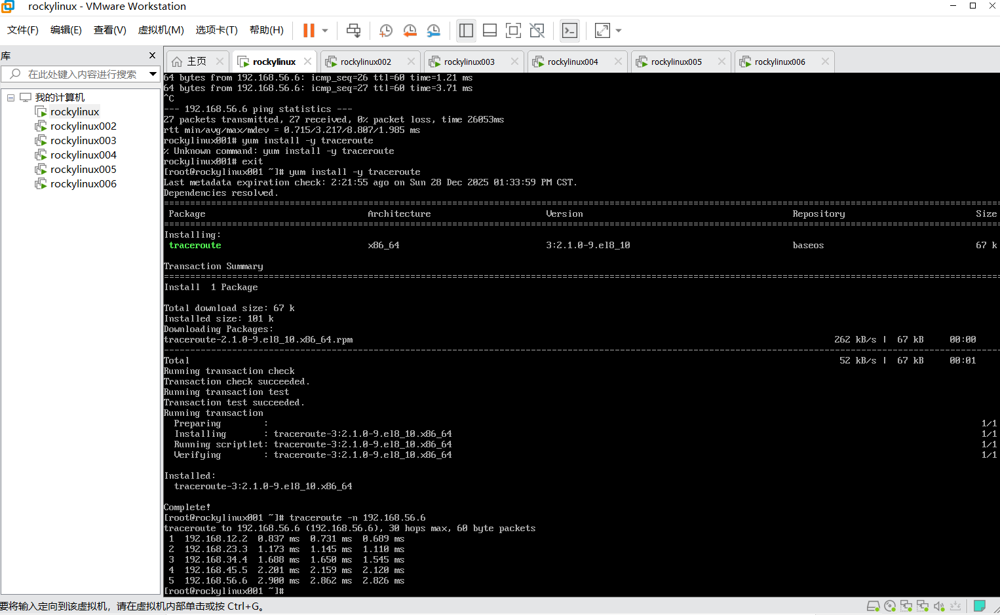 rockylinux - VMware Workstation
文件(F) 编辑(E) 查看(V) 虚拟机(M) 选项卡(T) 帮助(H)
库
在此处键入内容进行搜索
我的计算机
rockylinux
rockylinux002
rockylinux003
rockylinux004
rockylinux005
rockylinux006
主页 rockylinux rockylinux002 rockylinux003 rockylinux004 rockylinux005 rockylinux006
64 bytes from 192.168.56.6: icmp_seq=26 ttl=60 time=1.21 ms
64 bytes from 192.168.56.6: icmp_seq=27 ttl=60 time=3.71 ms
^C
--- 192.168.56.6 ping statistics ---
27 packets transmitted, 27 received, 0% packet loss, time 26053ms
rtt min/avg/max/mdev = 0.715/3.217/8.807/1.985 ms
rockylinux001# yum install -y traceroute
% Unknown command: yum install -y traceroute
rockylinux001# exit
[root@rockylinux001 ~]# yum install -y traceroute
Last metadata expiration check: 2:21:55 ago on Sun 28 Dec 2025 01:33:59 PM CST.
Dependencies resolved.
Package Architecture Version Repository Size
Installing:
traceroute x86_64 3:2.1.0-9.el8_10 baseos 67 k
Transaction Summary
Install 1 Package
Total download size: 67 k
Installed size: 101 k
Downloading Packages:
traceroute-2.1.0-9.el8_10.x86_64.rpm 262 kB/s | 67 kB 00:00
Total 52 kB/s | 67 kB 00:01
Running transaction check
Transaction check succeeded.
Running transaction test
Transaction test succeeded.
Running transaction
Preparing : 1/1
Installing : traceroute-3:2.1.0-9.el8_10.x86_64 1/1
Running scriptlet: traceroute-3:2.1.0-9.el8_10.x86_64 1/1
Verifying : traceroute-3:2.1.0-9.el8_10.x86_64 1/1
Installed:
traceroute-3:2.1.0-9.el8_10.x86_64
Complete!
[root@rockylinux001 ~]# traceroute -n 192.168.56.6
traceroute to 192.168.56.6 (192.168.56.6), 30 hops max, 60 byte packets
1 192.168.12.2 0.837 ms 0.731 ms 0.689 ms
2 192.168.23.3 1.173 ms 1.145 ms 1.110 ms
3 192.168.34.4 1.688 ms 1.650 ms 1.545 ms
4 192.168.45.5 2.201 ms 2.159 ms 2.120 ms
5 192.168.56.6 2.900 ms 2.862 ms 2.826 ms
[root@rockylinux001 ~]#
要将输入定向到该虚拟机，请在虚拟机内部单击或按 Ctrl+G。